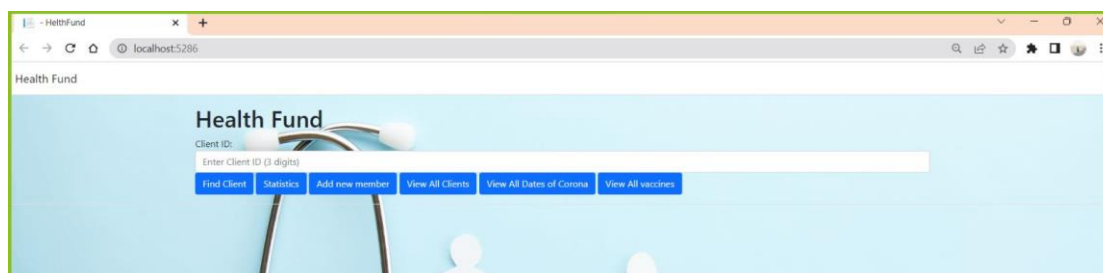 - HelthFund
localhost:5286
Health Fund
Health Fund
Client ID:
Enter Client ID (3 digits)
Find Client Statistics Add new member View All Clients View All Dates of Corona View All vaccines